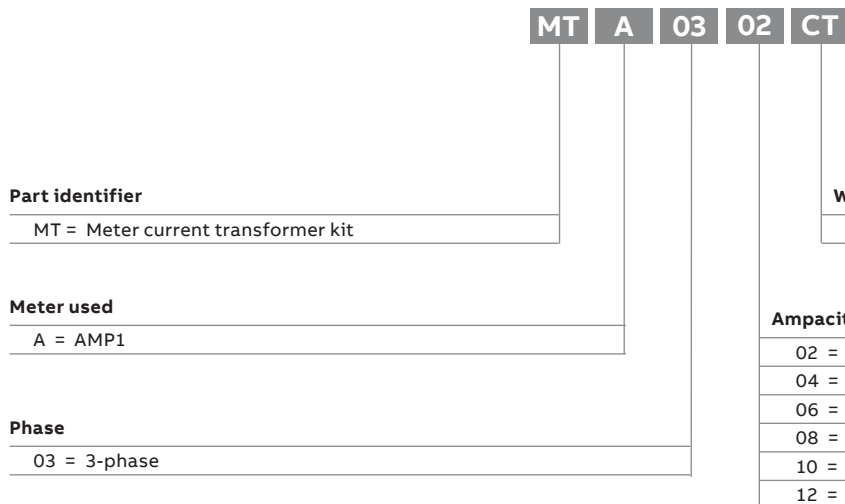 MT A 03 02 CT
Part identifier
MT = Meter current transformer kit
Meter used
A = AMP1
Phase
03 = 3-phase
02 =
04 =
06 =
08 =
10 =
12 =